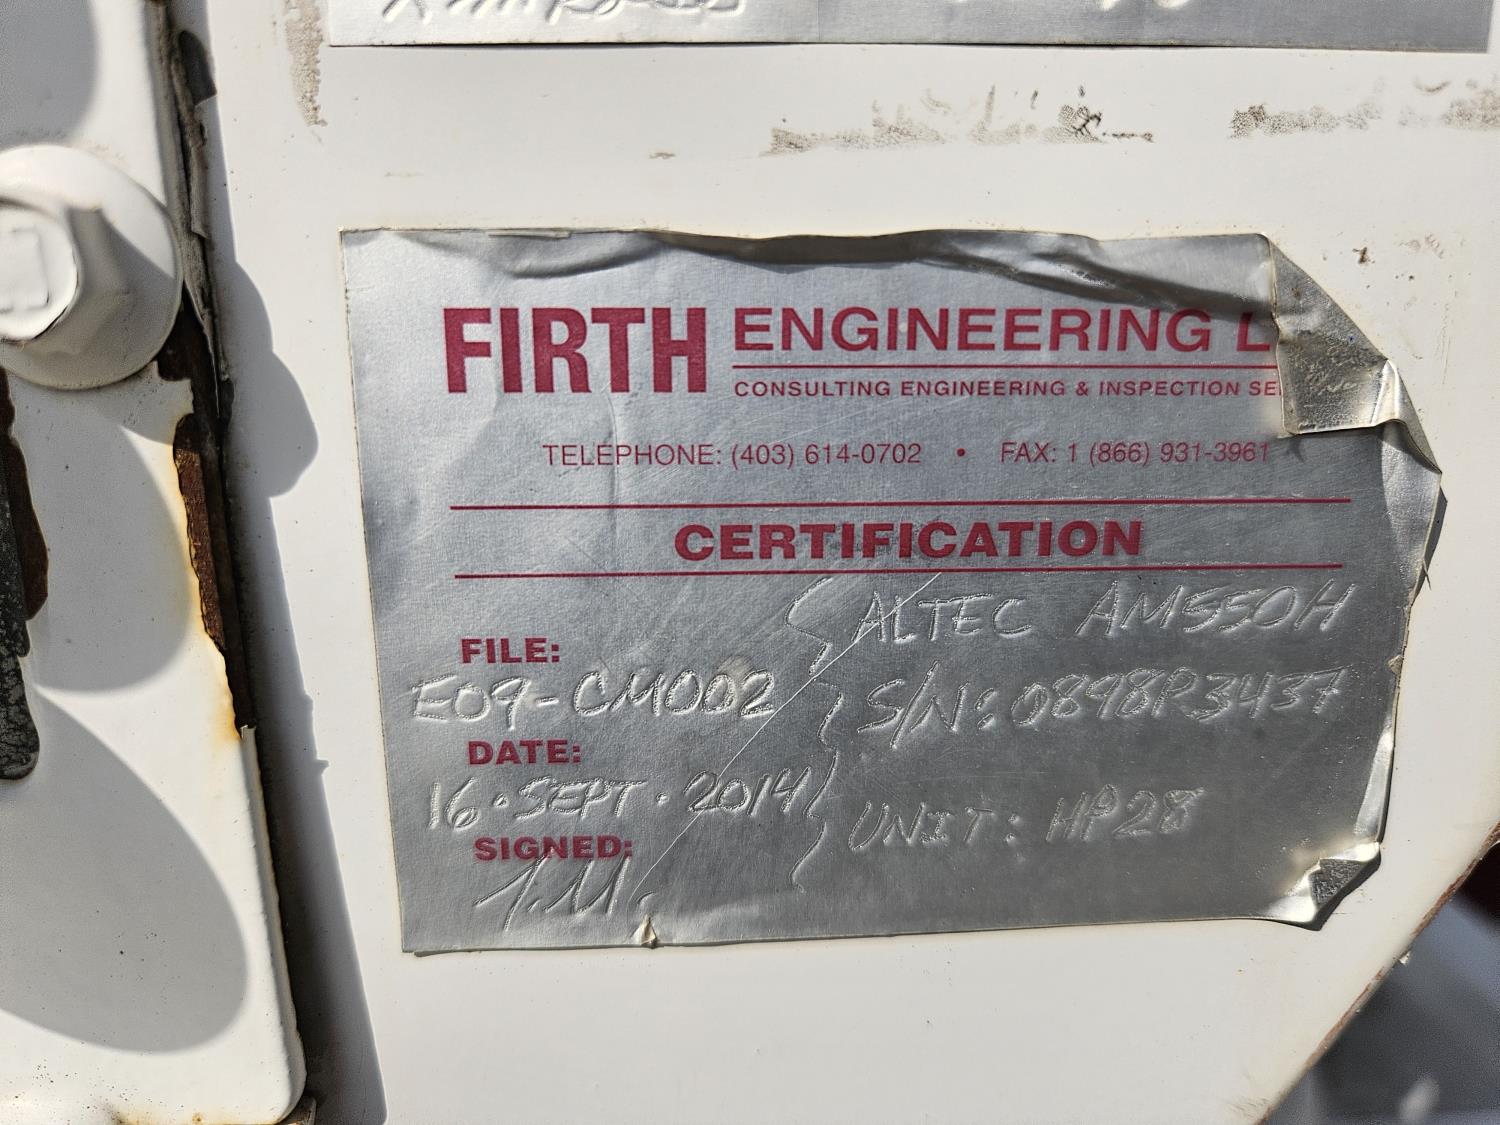 FIRTH ENGINEERING L
CONSULTING ENGINEERING & INSPECTION SE
TELEPHONE: (403) 614-0702 • FAX: 1 (866) 931-3961
CERTIFICATION
ALTEC AM550H
FILE:
E09-CM002
S/N: 0898R3437
DATE:
16·SEPT·2014
UNIT: HP28
SIGNED:
J.M.